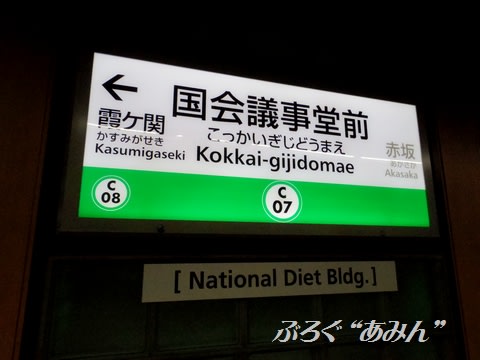 ←
国会議事堂前
こっかいぎじどうまえ
Kokkai-gijidomae
霞ケ関
かすみがせき
Kasumigaseki
赤坂
あかさか
Akasaka
C
08
C
07
[ National Diet Bldg.]
ぶろぐ“あみん”